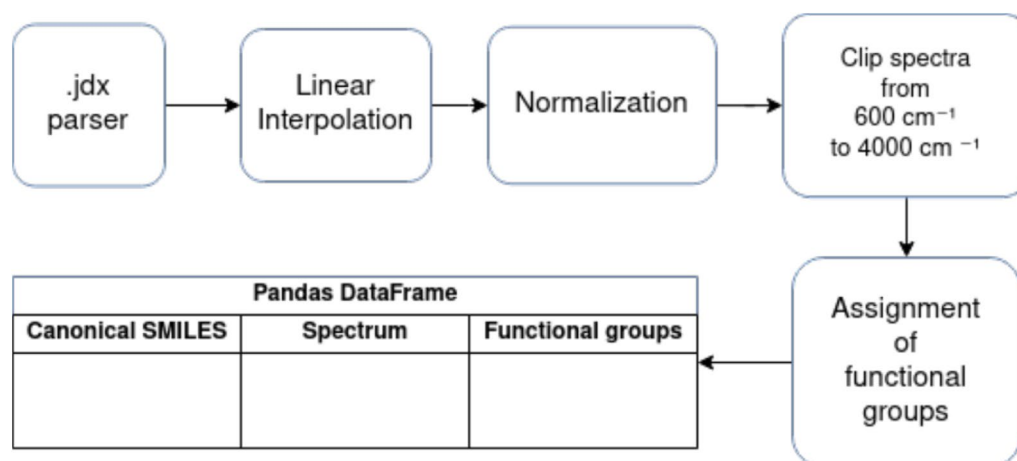 .jdx
parser
Linear
Interpolation
Normalization
Clip spectra
from
600 cm⁻¹
to 4000 cm ⁻¹
Assignment
of
functional
groups
Pandas DataFrame
Canonical SMILES Spectrum Functional groups